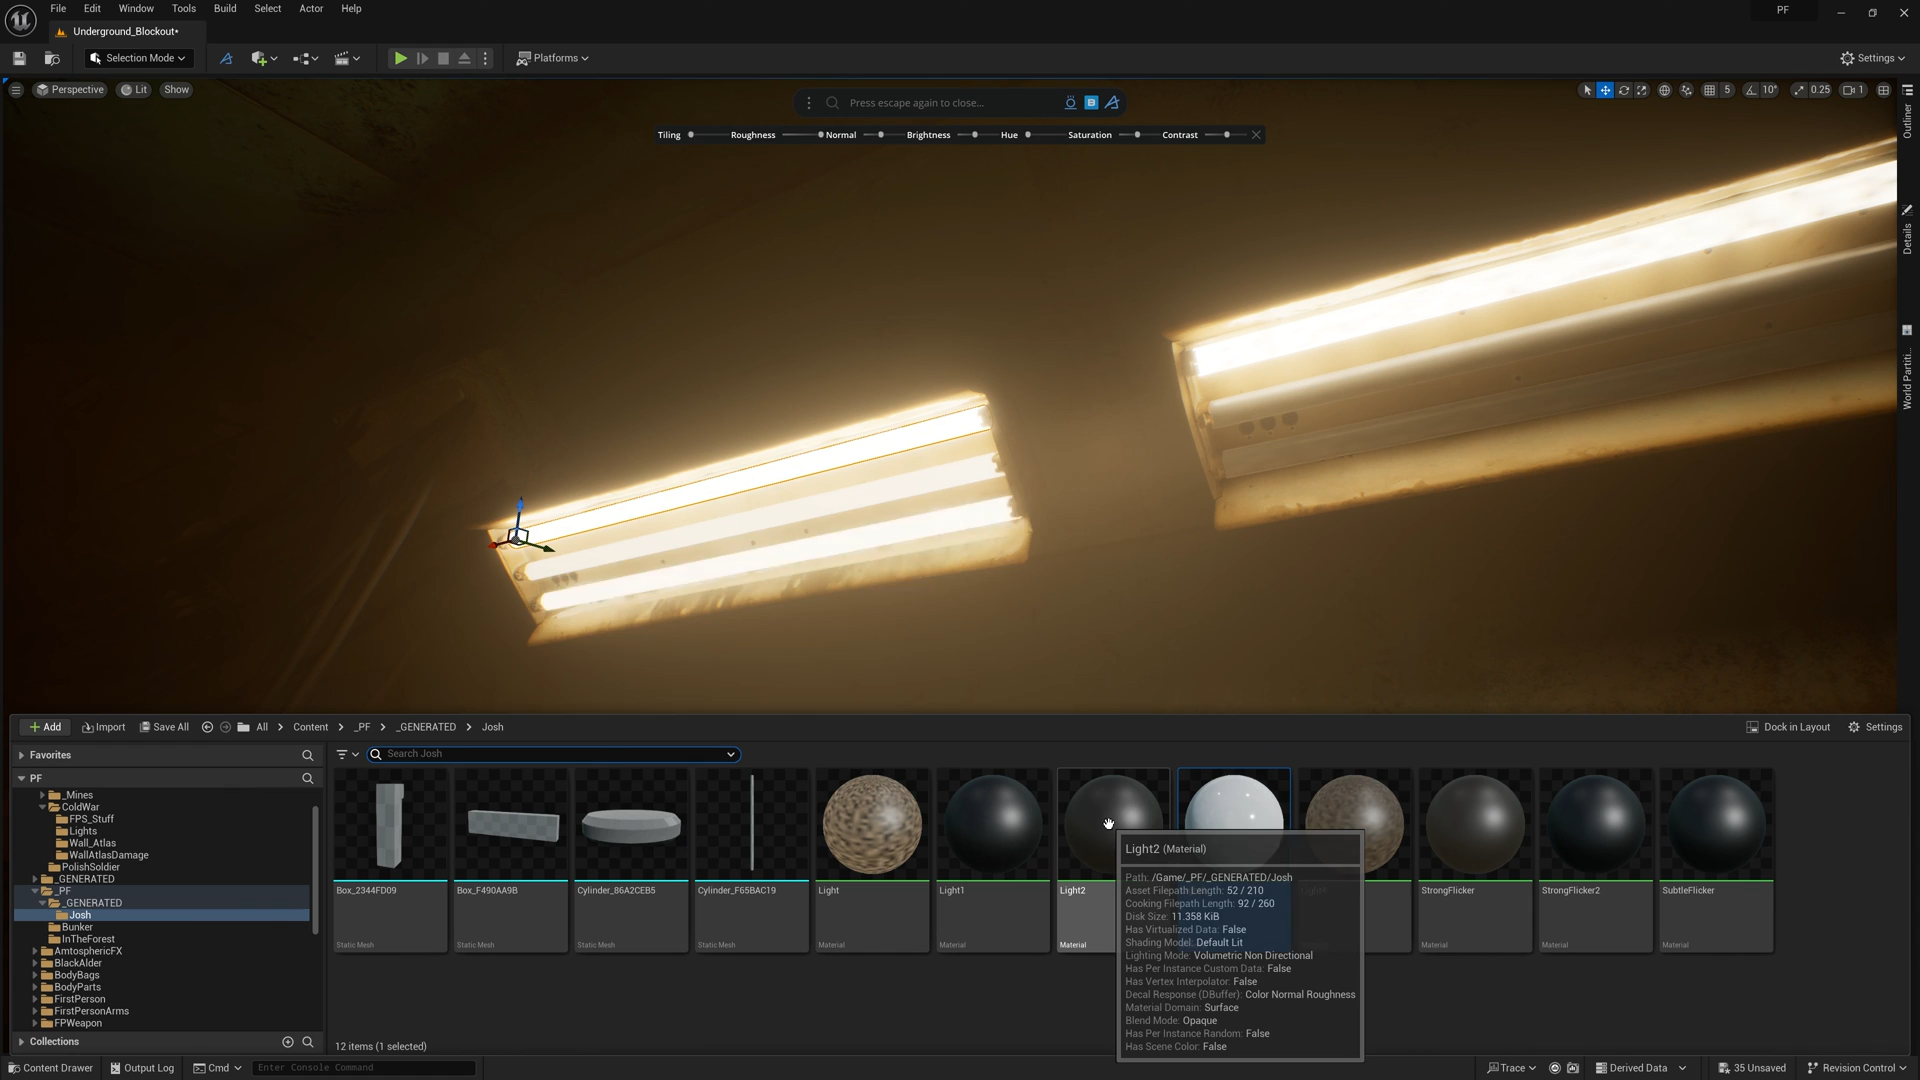 File Edit Window Tools Build Select Actor Help
PF
Underground_Blockout•
Selection Mode
Platforms
Settings
Perspective Lit Show
Press escape again to close...
5 10° 0.25 1
Tiling Roughness Normal Brightness Hue Saturation Contrast
Outliner
Details
World Partiti...
Add Import Save All All Content _PF _GENERATED Josh
Dock in Layout Settings
Favorites
Search Josh
PF
_Mines
ColdWar
FPS_Stuff
Lights
Wall_Atlas
WallAtlasDamage
PolishSoldier
_GENERATED
_PF
_GENERATED
Josh
Bunker
InTheForest
AmtosphericFX
BlackAlder
BodyBags
BodyParts
FirstPerson
FirstPersonArms
FPWeapon
Collections
Box_2344FD09
Static Mesh
Box_F490AA9B
Static Mesh
Cylinder_86A2CEB5
Static Mesh
Cylinder_F65BAC19
Static Mesh
Light
Material
Light1
Material
Light2
Material
StrongFlicker
Material
StrongFlicker2
Material
SubtleFlicker
Material
Light2 (Material)
Path: /Game/_PF/_GENERATED/Josh
Asset Filepath Length: 52 / 210
Cooking Filepath Length: 92 / 260
Disk Size: 11.358 KiB
Has Virtualized Data: False
Shading Model: Default Lit
Lighting Mode: Volumetric Non Directional
Has Per Instance Custom Data: False
Has Vertex Interpolator: False
Decal Response (DBuffer): Color Normal Roughness
Material Domain: Surface
Blend Mode: Opaque
Has Per Instance Random: False
Has Scene Color: False
12 items (1 selected)
Content Drawer Output Log Cmd Enter Console Command
Trace Derived Data 35 Unsaved Revision Control